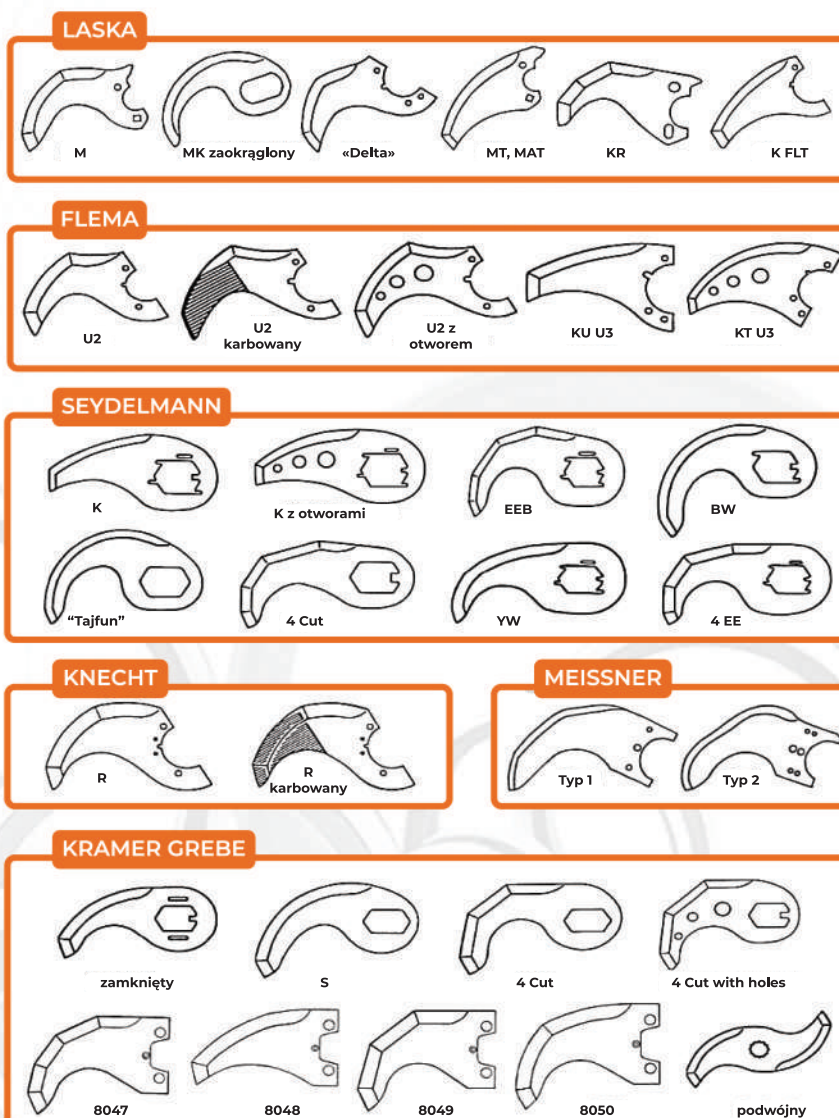 LASKA
M
MK zaokrąglony
«Delta»
MT, MAT
KR
K FLT
FLEMA
U2
U2
karbowany
U2 z
otworem
KU U3
KT U3
SEYDELMANN
K
K z otworami
EEB
BW
“Tajfun”
4 Cut
YW
4 EE
KNECHT
R
R
karbowany
MEISSNER
Typ 1
Typ 2
KRAMER GREBE
zamknięty
S
4 Cut
4 Cut with holes
8047
8048
8049
8050
podwójny